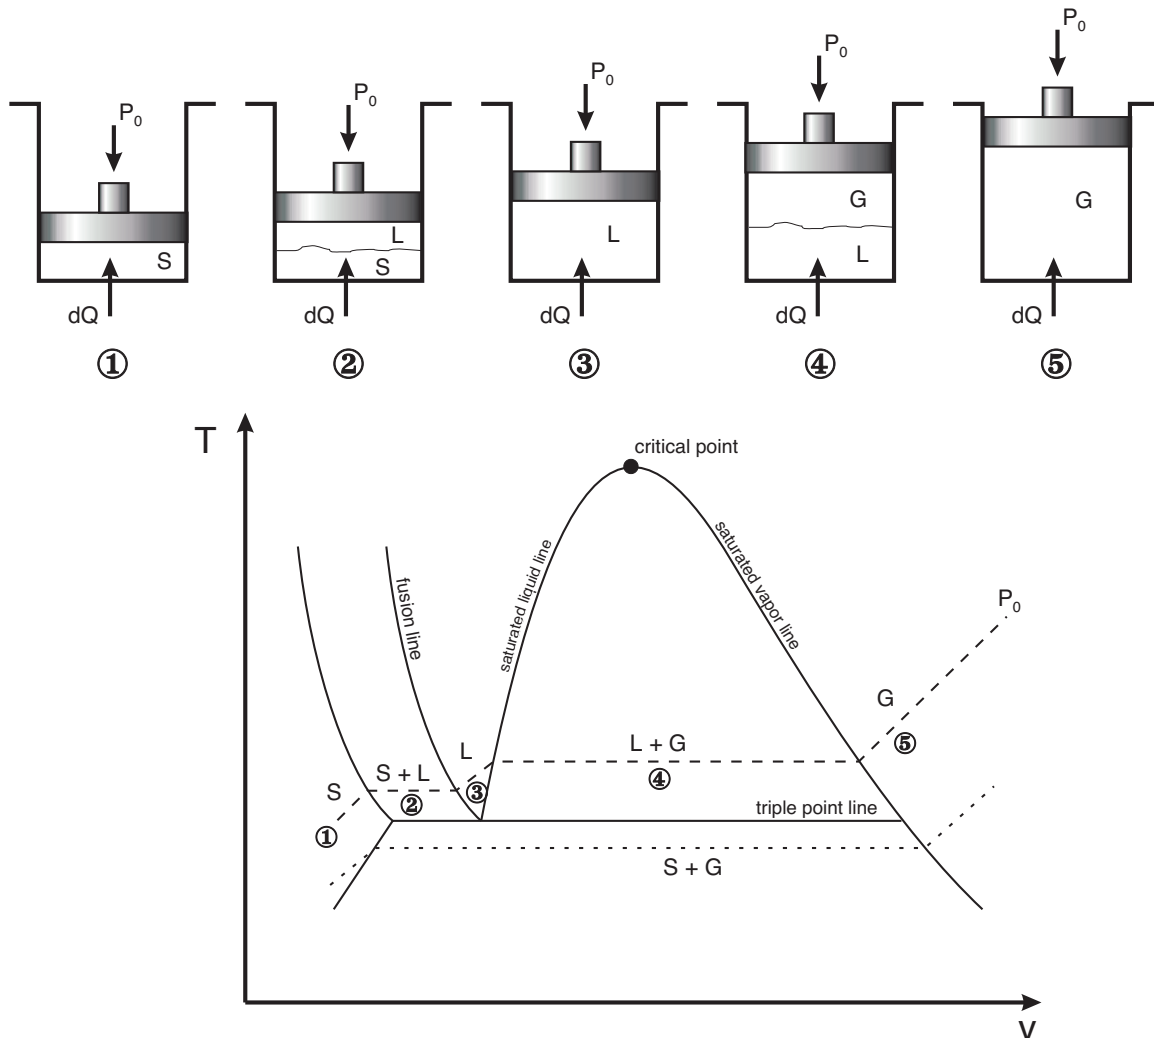 P0
P0
P0
P0
P0
S
L
S
L
G
L
G
dQ
dQ
dQ
dQ
dQ
①
②
③
④
⑤
T
critical point
fusion line
saturated liquid line
saturated vapor line
P0
G
⑤
L
L + G
④
S + L
②
③
S
①
triple point line
S + G
v